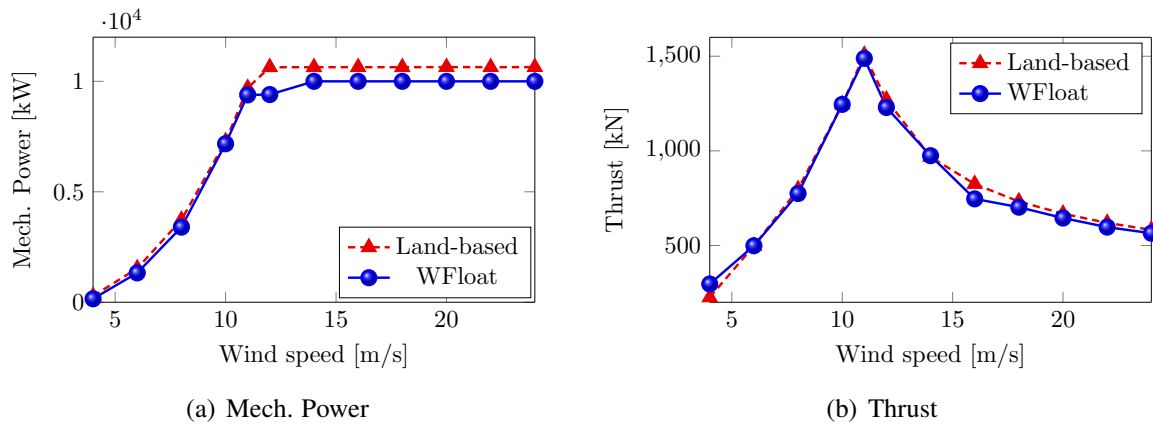 ·10⁴
Mech. Power [kW]
1
0.5
0
5
10
15
20
Wind speed [m/s]
Land-based
WFloat
(a) Mech. Power
Thrust [kN]
1,500
1,000
500
5
10
15
20
Wind speed [m/s]
Land-based
WFloat
(b) Thrust